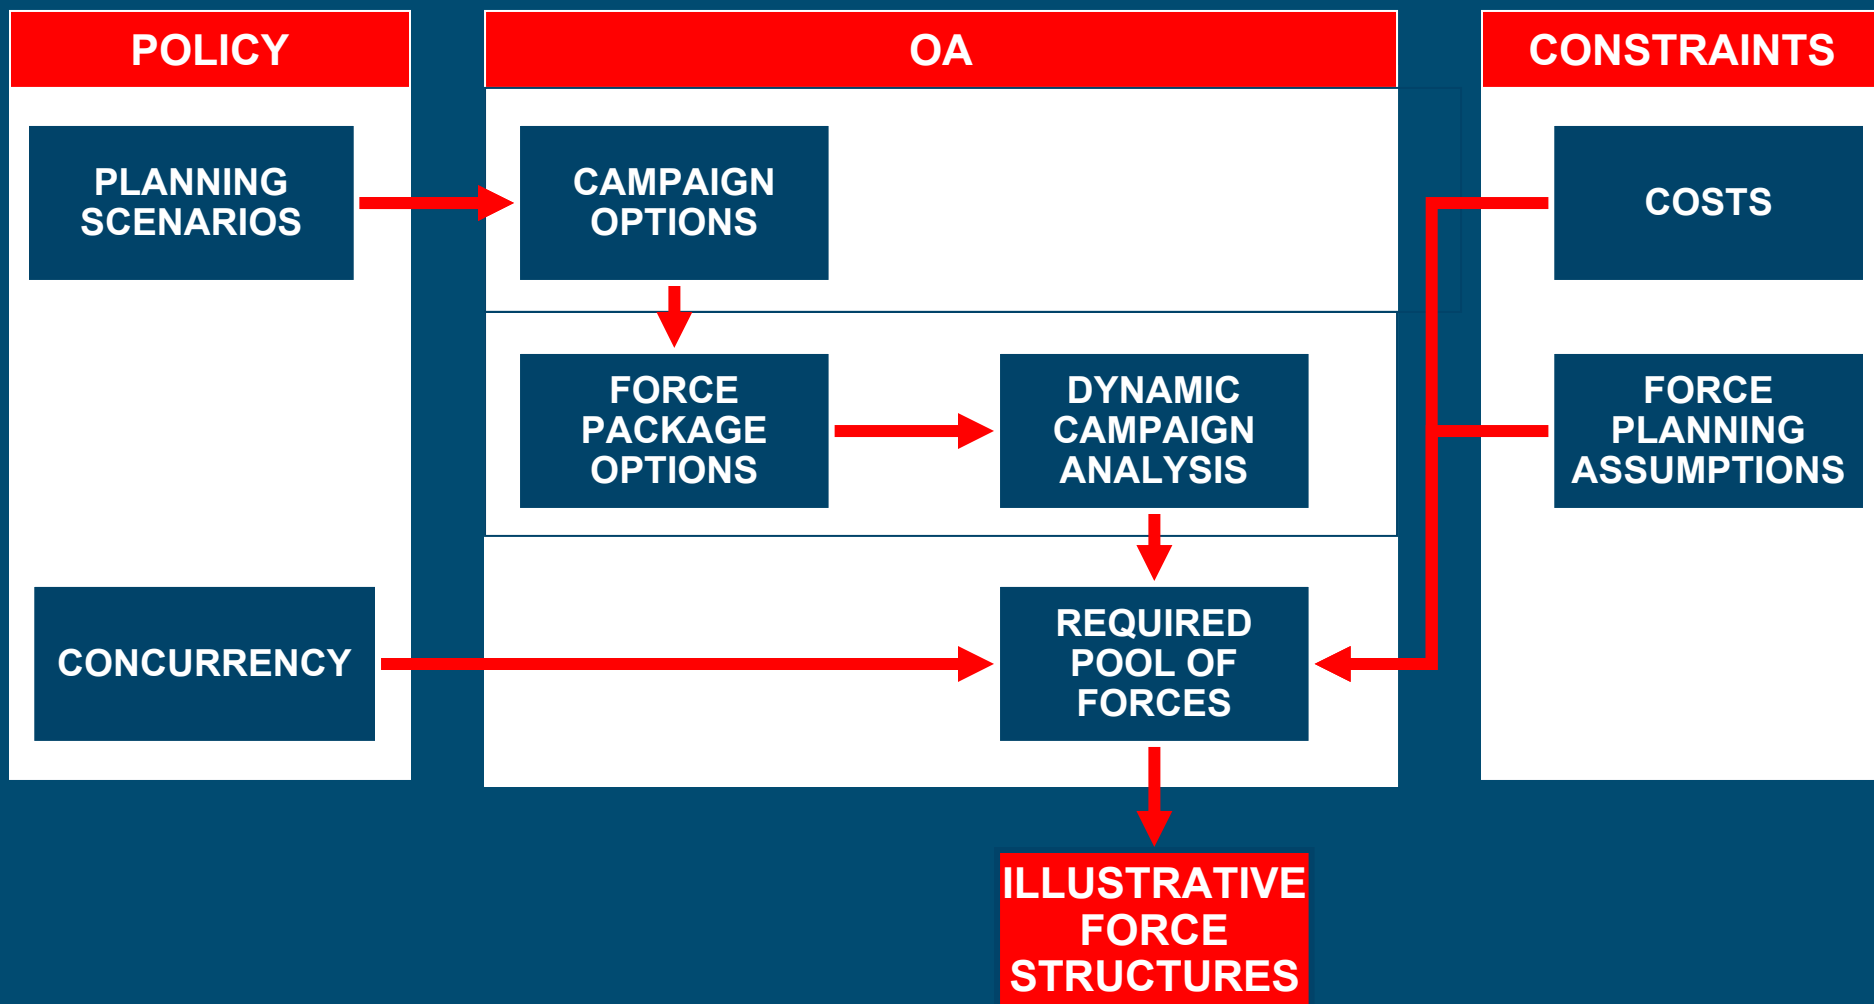 POLICY
OA
CONSTRAINTS
PLANNING
SCENARIOS
CAMPAIGN
OPTIONS
COSTS
FORCE
PACKAGE
OPTIONS
DYNAMIC
CAMPAIGN
ANALYSIS
FORCE
PLANNING
ASSUMPTIONS
CONCURRENCY
REQUIRED
POOL OF
FORCES
ILLUSTRATIVE
FORCE
STRUCTURES